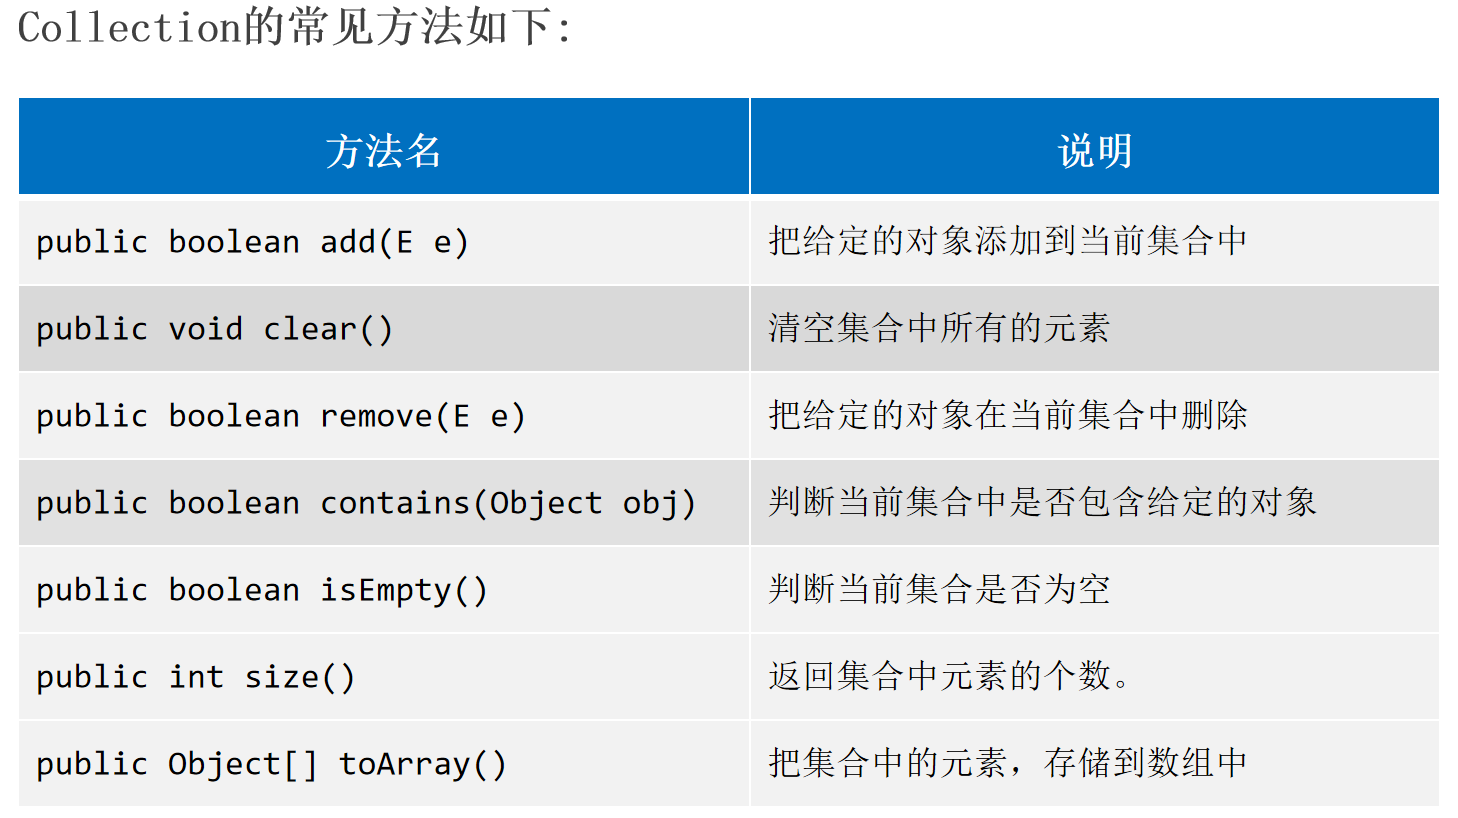 Collection的常见方法如下:
方法名 说明
public boolean add(E e) 把给定的对象添加到当前集合中
public void clear() 清空集合中所有的元素
public boolean remove(E e) 把给定的对象在当前集合中删除
public boolean contains(Object obj) 判断当前集合中是否包含给定的对象
public boolean isEmpty() 判断当前集合是否为空
public int size() 返回集合中元素的个数。
public Object[] toArray() 把集合中的元素，存储到数组中